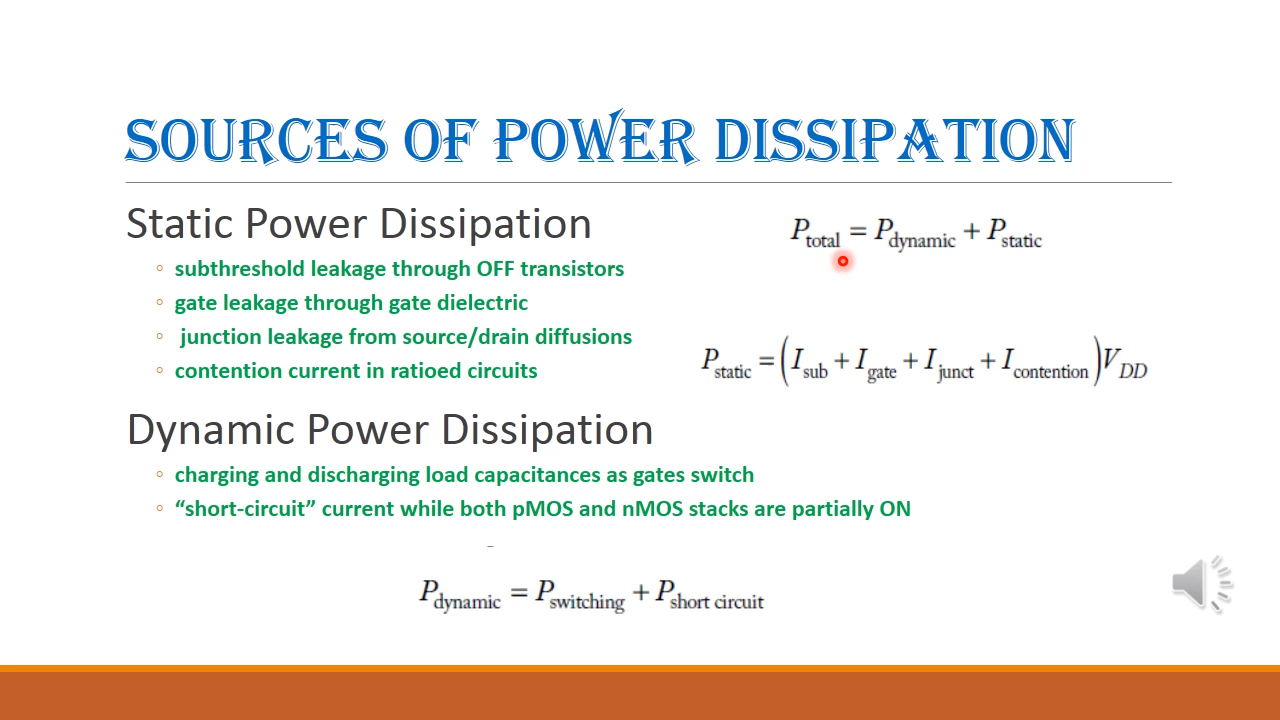 SOURCES OF POWER DISSIPATION
Static Power Dissipation
◦ subthreshold leakage through OFF transistors
◦ gate leakage through gate dielectric
◦ junction leakage from source/drain diffusions
◦ contention current in ratioed circuits
P_total = P_dynamic + P_static
P_static = (I_sub + I_gate + I_junct + I_contention) V_DD
Dynamic Power Dissipation
◦ charging and discharging load capacitances as gates switch
◦ “short-circuit” current while both pMOS and nMOS stacks are partially ON
P_dynamic = P_switching + P_short circuit